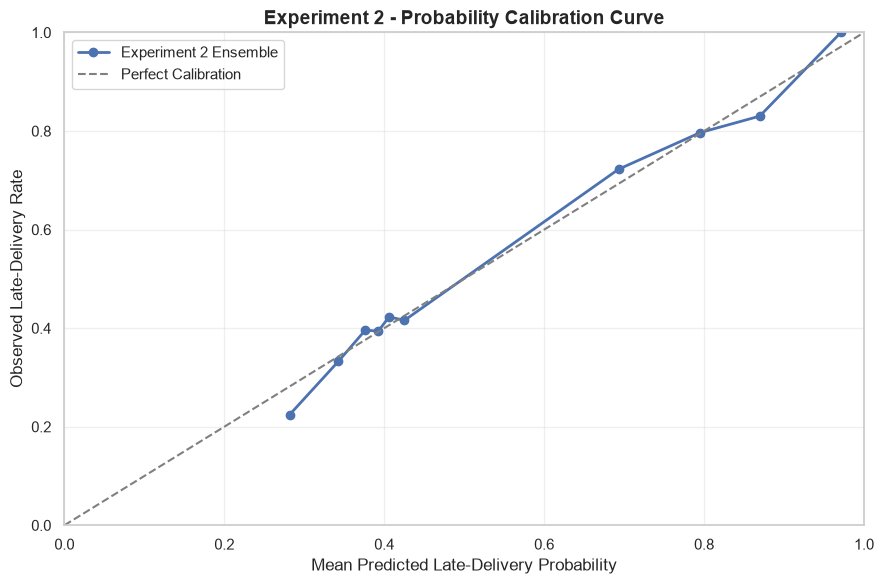 Experiment 2 - Probability Calibration Curve
Experiment 2 Ensemble
Perfect Calibration
Observed Late-Delivery Rate
1.0
0.8
0.6
0.4
0.2
0.0
0.0 0.2 0.4 0.6 0.8 1.0
Mean Predicted Late-Delivery Probability